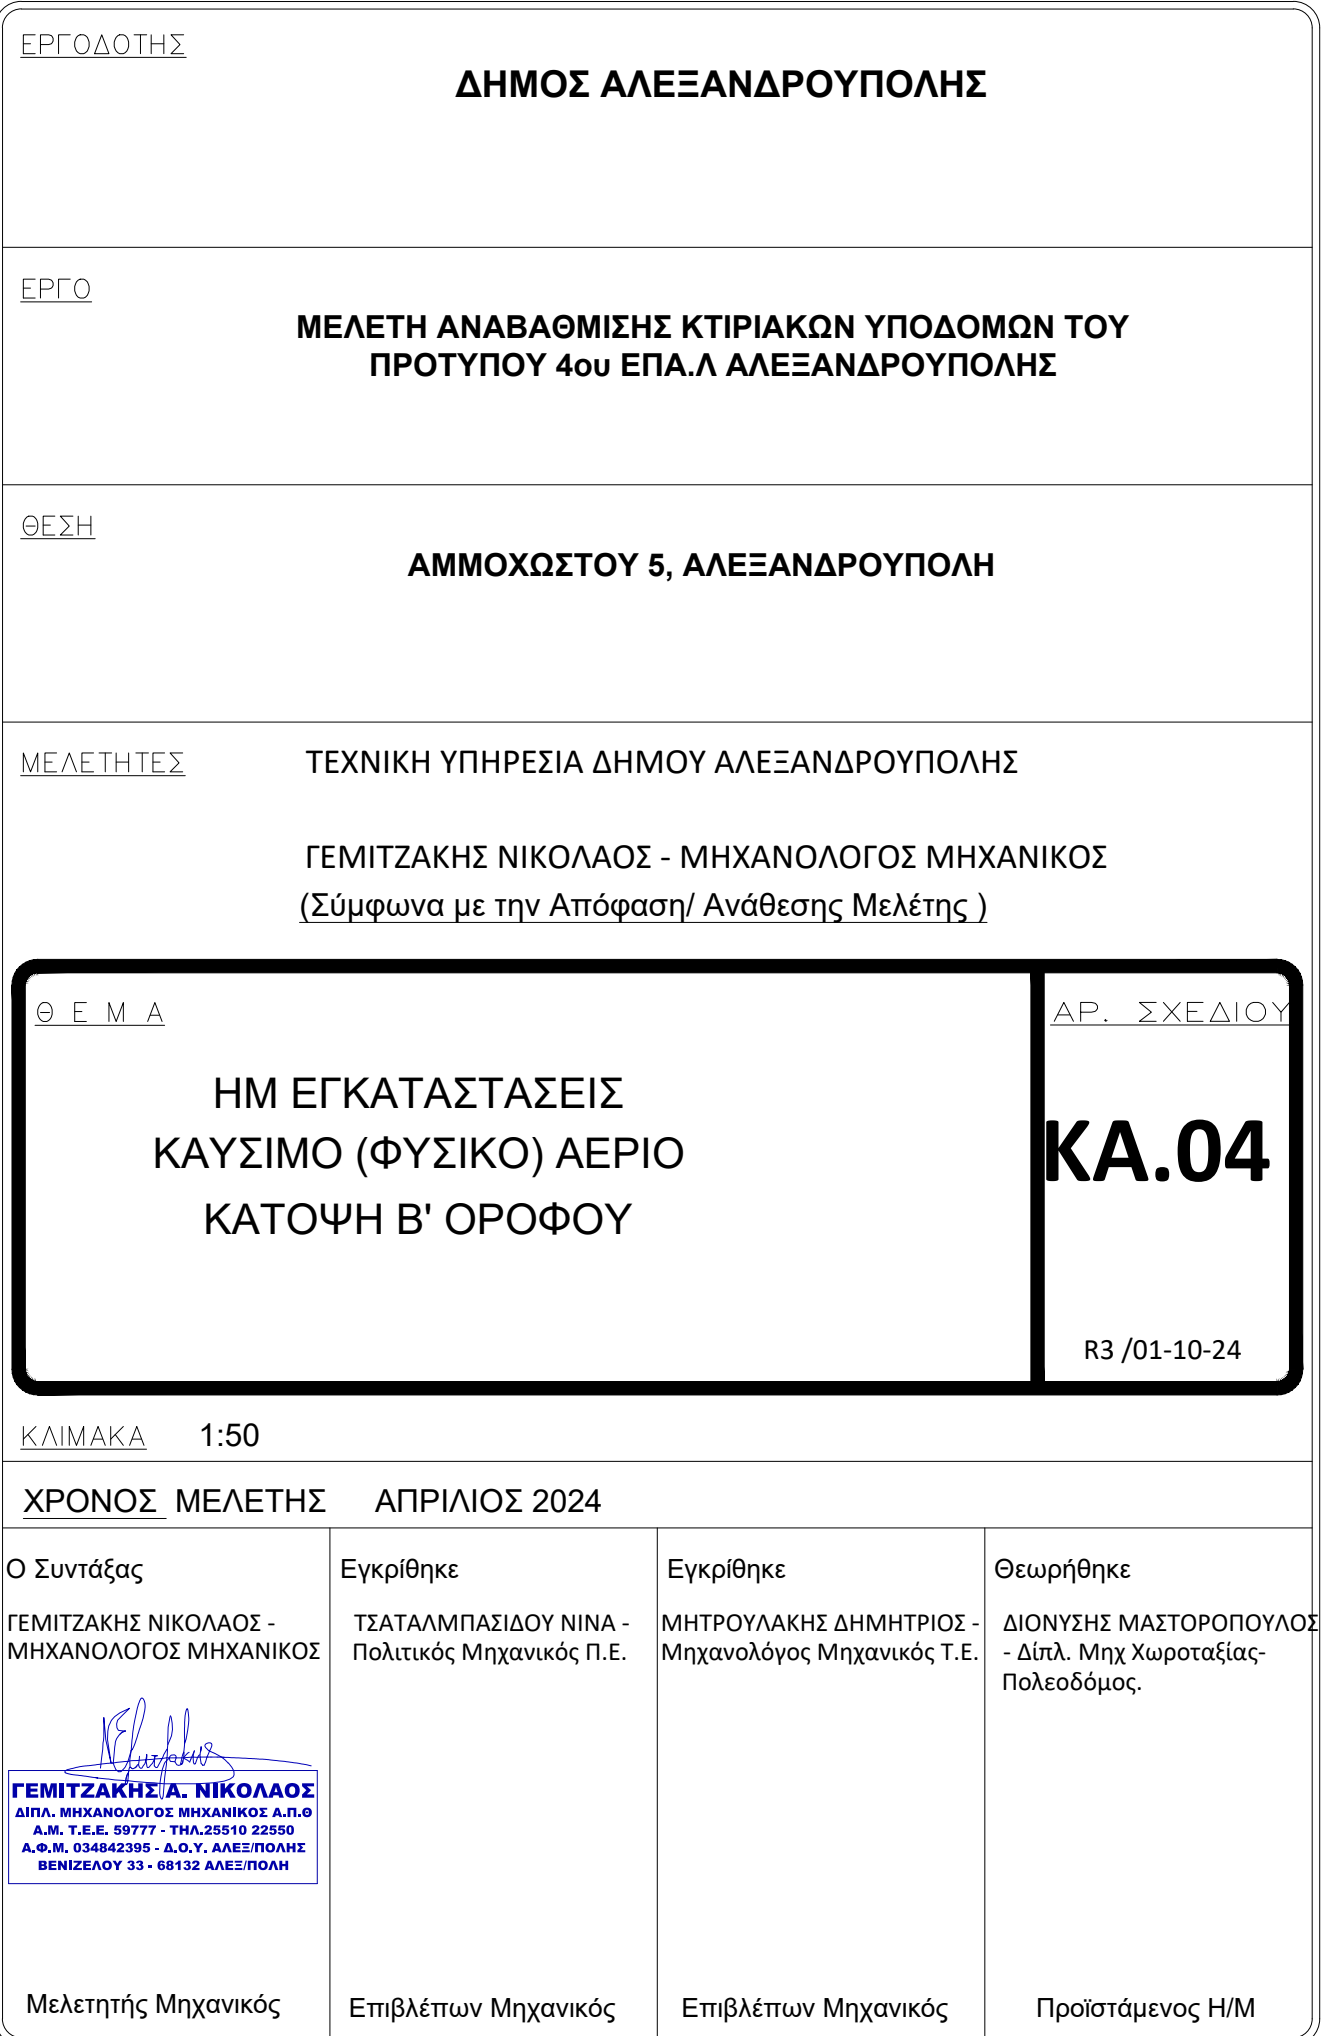 ΕΡΓΟΔΟΤΗΣ
ΔΗΜΟΣ ΑΛΕΞΑΝΔΡΟΥΠΟΛΗΣ
ΕΡΓΟ
ΜΕΛΕΤΗ ΑΝΑΒΑΘΜΙΣΗΣ ΚΤΙΡΙΑΚΩΝ ΥΠΟΔΟΜΩΝ ΤΟΥ
ΠΡΟΤΥΠΟΥ 4ου ΕΠΑ.Λ ΑΛΕΞΑΝΔΡΟΥΠΟΛΗΣ
ΘΕΣΗ
ΑΜΜΟΧΩΣΤΟΥ 5, ΑΛΕΞΑΝΔΡΟΥΠΟΛΗ
ΜΕΛΕΤΗΤΕΣ ΤΕΧΝΙΚΗ ΥΠΗΡΕΣΙΑ ΔΗΜΟΥ ΑΛΕΞΑΝΔΡΟΥΠΟΛΗΣ
ΓΕΜΙΤΖΑΚΗΣ ΝΙΚΟΛΑΟΣ - ΜΗΧΑΝΟΛΟΓΟΣ ΜΗΧΑΝΙΚΟΣ
(Σύμφωνα με την Απόφαση/ Ανάθεσης Μελέτης )
Θ Ε Μ Α
ΗΜ ΕΓΚΑΤΑΣΤΑΣΕΙΣ
ΚΑΥΣΙΜΟ (ΦΥΣΙΚΟ) ΑΕΡΙΟ
ΚΑΤΟΨΗ Β' ΟΡΟΦΟΥ
ΑΡ. ΣΧΕΔΙΟΥ
ΚΑ.04
R3 /01-10-24
ΚΛΙΜΑΚΑ 1:50
ΧΡΟΝΟΣ ΜΕΛΕΤΗΣ ΑΠΡΙΛΙΟΣ 2024
Ο Συντάξας
ΓΕΜΙΤΖΑΚΗΣ ΝΙΚΟΛΑΟΣ -
ΜΗΧΑΝΟΛΟΓΟΣ ΜΗΧΑΝΙΚΟΣ
ΓΕΜΙΤΖΑΚΗΣ Α. ΝΙΚΟΛΑΟΣ
ΔΙΠΛ. ΜΗΧΑΝΟΛΟΓΟΣ ΜΗΧΑΝΙΚΟΣ Α.Π.Θ
Α.Μ. Τ.Ε.Ε. 59777 - ΤΗΛ.25510 22550
Α.Φ.Μ. 034842395 - Δ.Ο.Υ. ΑΛΕΞ/ΠΟΛΗΣ
ΒΕΝΙΖΕΛΟΥ 33 - 68132 ΑΛΕΞ/ΠΟΛΗ
Μελετητής Μηχανικός
Εγκρίθηκε
ΤΣΑΤΑΛΜΠΑΣΙΔΟΥ ΝΙΝΑ -
Πολιτικός Μηχανικός Π.Ε.
Επιβλέπων Μηχανικός
Εγκρίθηκε
ΜΗΤΡΟΥΛΑΚΗΣ ΔΗΜΗΤΡΙΟΣ -
Μηχανολόγος Μηχανικός Τ.Ε.
Επιβλέπων Μηχανικός
Θεωρήθηκε
ΔΙΟΝΥΣΗΣ ΜΑΣΤΟΡΟΠΟΥΛΟΣ
- Δίπλ. Μηχ Χωροταξίας-
Πολεοδόμος.
Προϊστάμενος Η/Μ